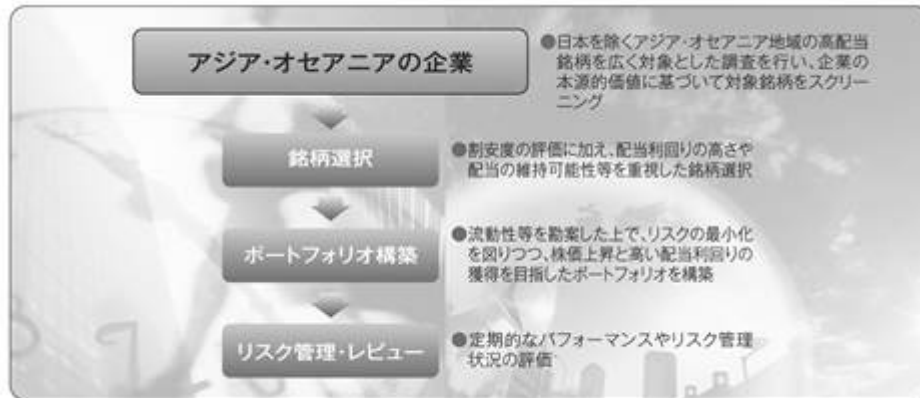 アジア・オセアニアの企業
●日本を除くアジア・オセアニア地域の高配当
銘柄を広く対象とした調査を行い、企業の
本源的価値に基づいて対象銘柄をスクリー
ニング
銘柄選択
●割安度の評価に加え、配当利回りの高さや
配当の維持可能性等を重視した銘柄選択
ポートフォリオ構築
●流動性等を勘案した上で、リスクの最小化
を図りつつ、株価上昇と高い配当利回りの
獲得を目指したポートフォリオを構築
リスク管理・レビュー
●定期的なパフォーマンスやリスク管理
状況の評価